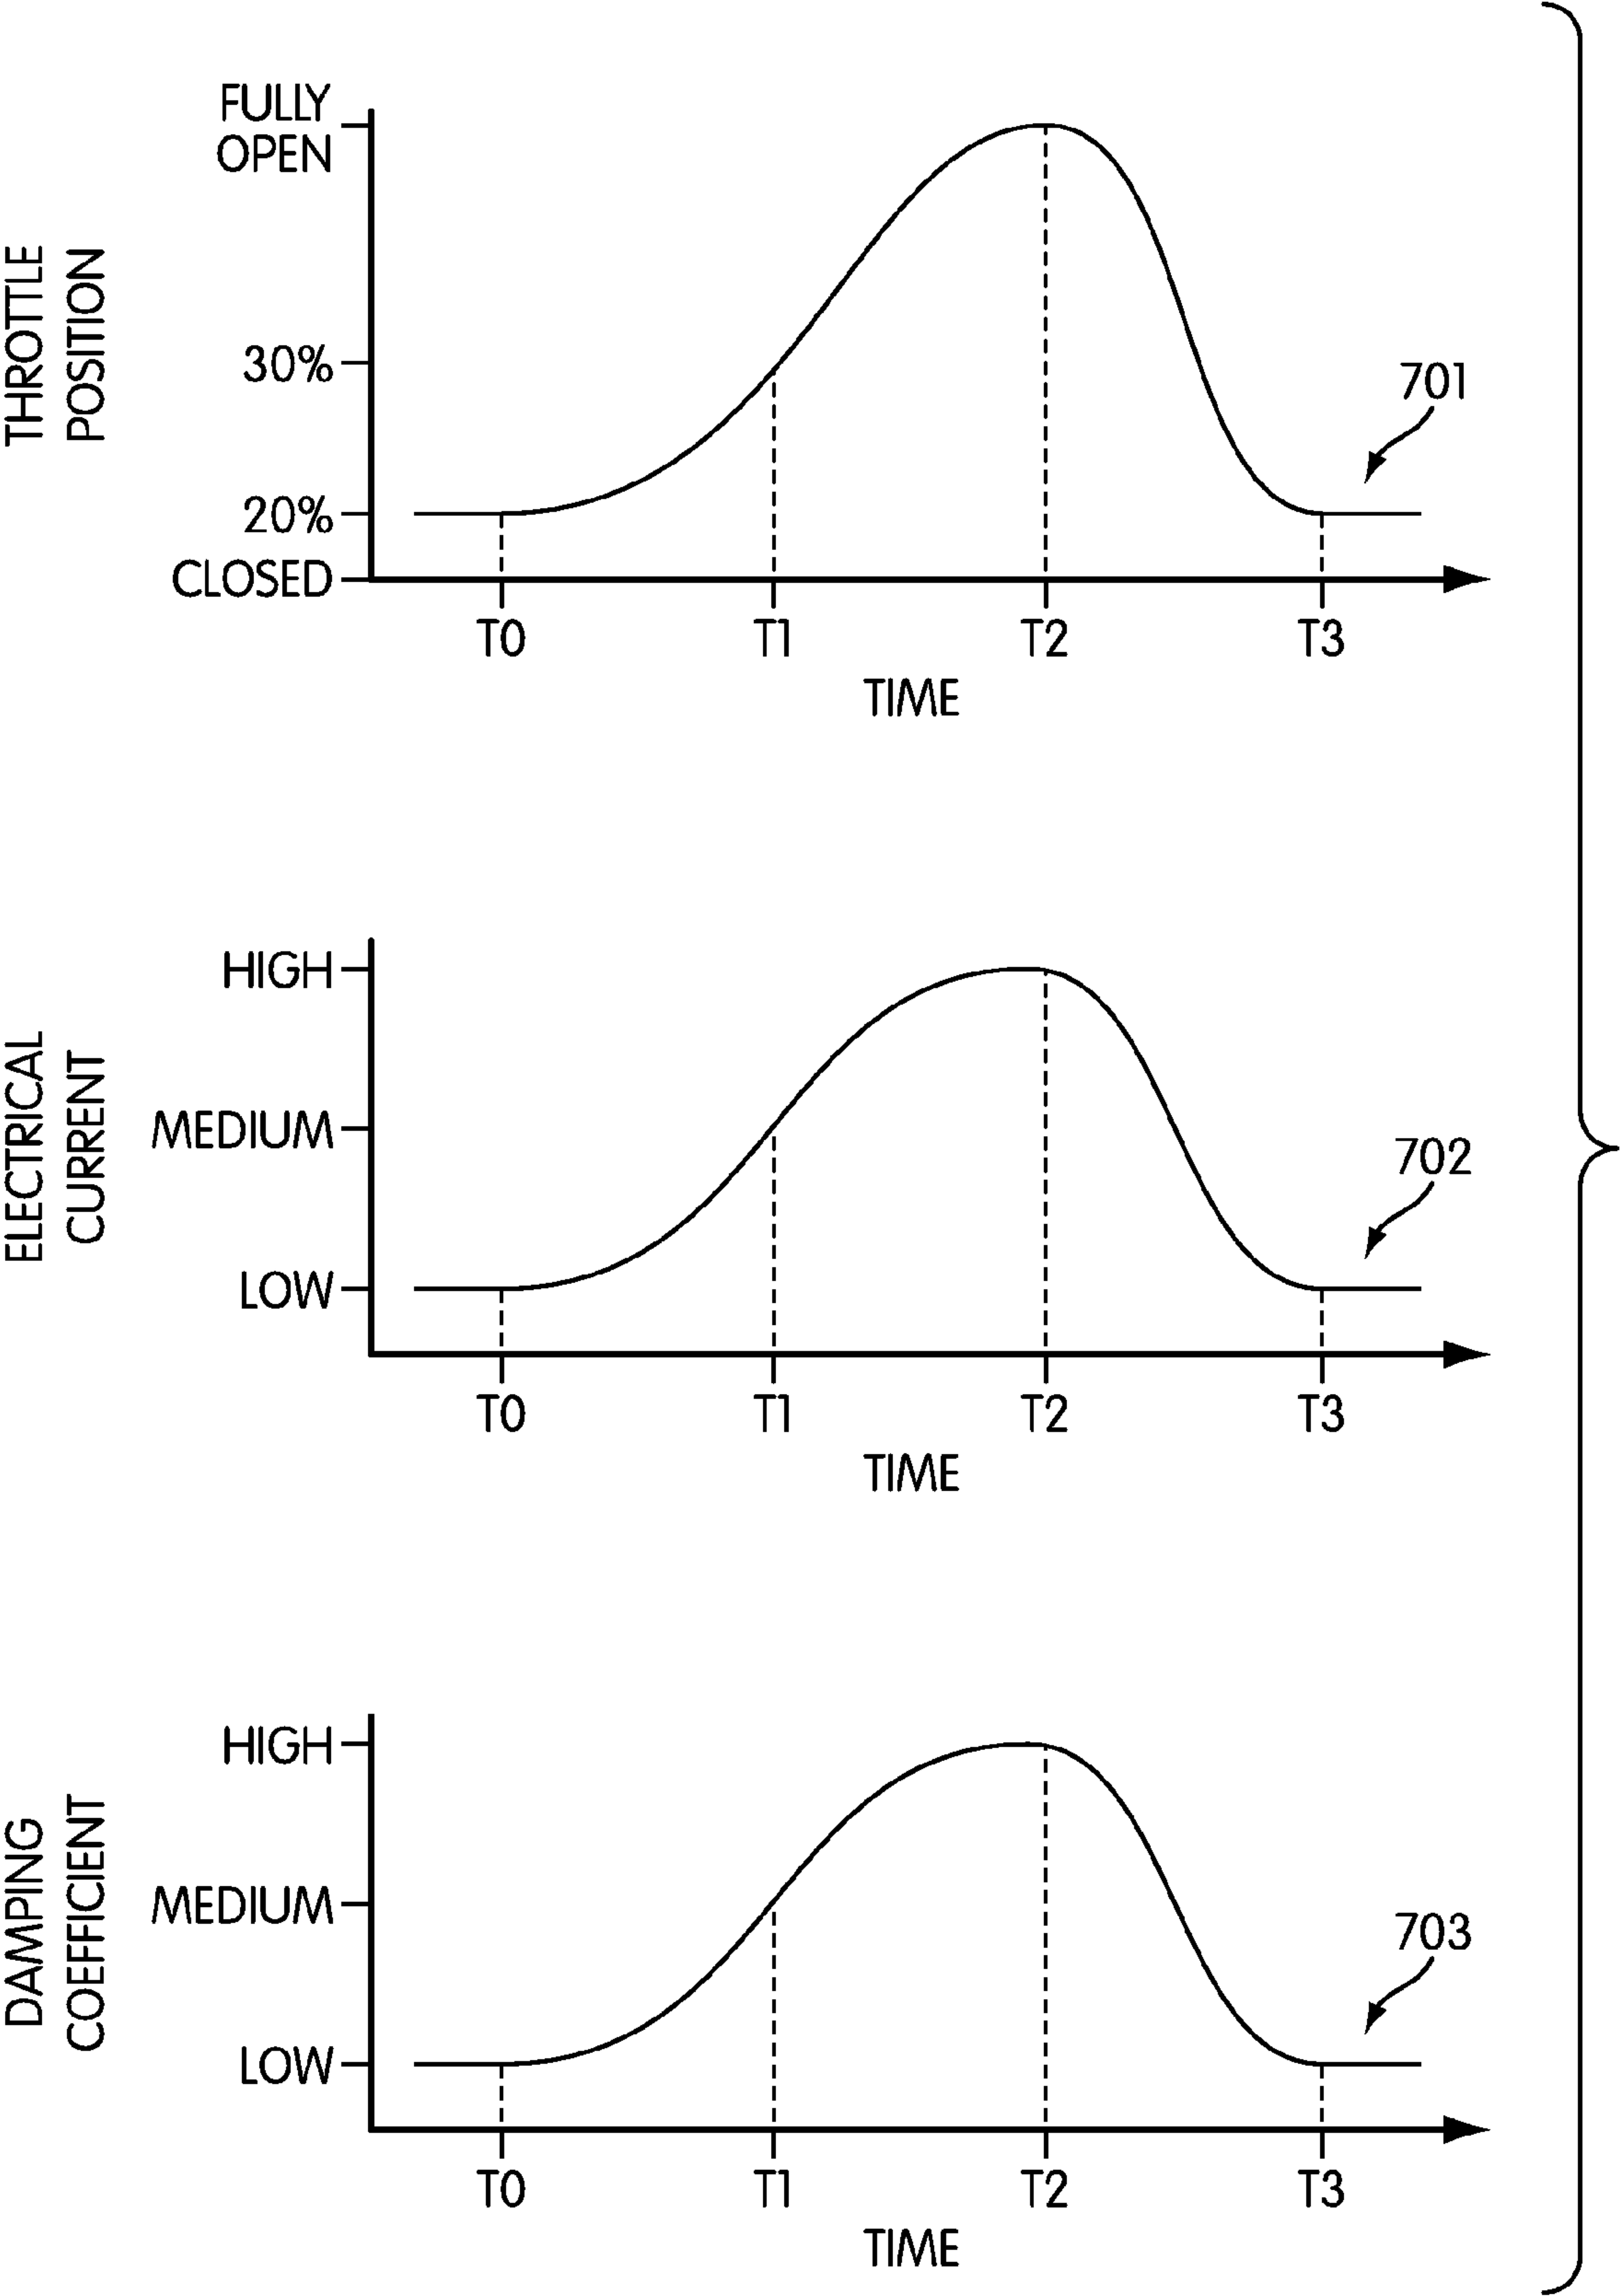 THROTTLE
POSITION
FULLY
OPEN
30%
20%
CLOSED
701
T0 T1 T2 T3
TIME
ELECTRICAL
CURRENT
HIGH
MEDIUM
LOW
702
T0 T1 T2 T3
TIME
DAMPING
COEFFICIENT
HIGH
MEDIUM
LOW
703
T0 T1 T2 T3
TIME